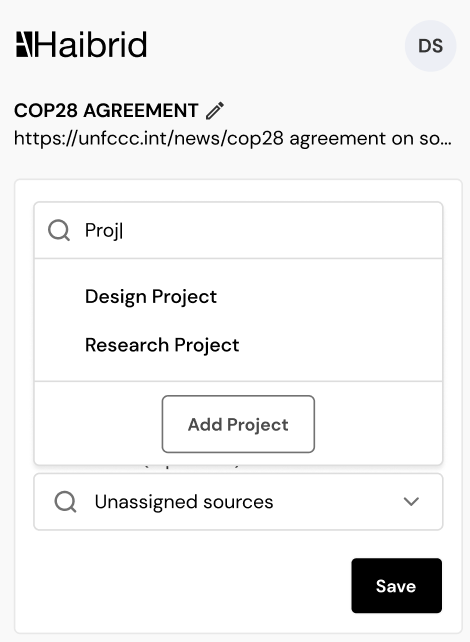 Haibrid
DS
COP28 AGREEMENT
https://unfccc.int/news/cop28 agreement on so...
Proj
Design Project
Research Project
Add Project
Unassigned sources
Save